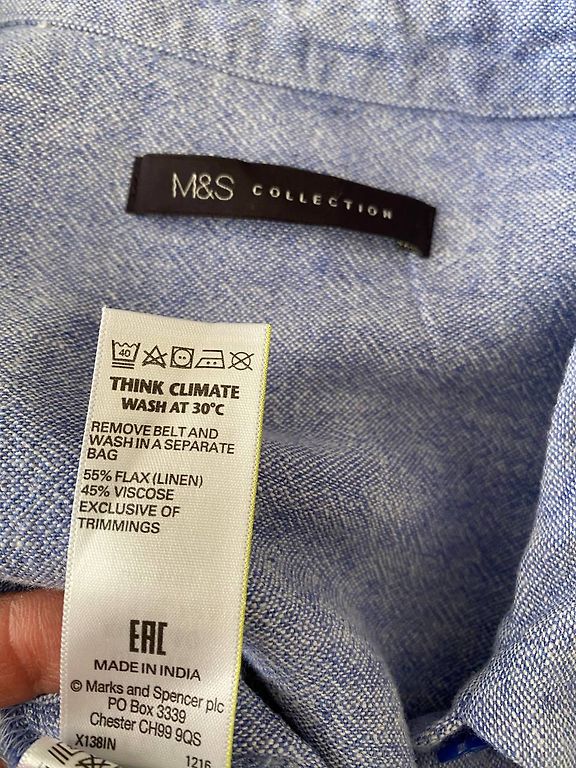 M&S COLLECTION
40
THINK CLIMATE
WASH AT 30°C
REMOVE BELT AND
WASH IN A SEPARATE
BAG
55% FLAX (LINEN)
45% VISCOSE
EXCLUSIVE OF
TRIMMINGS
EAC
MADE IN INDIA
© Marks and Spencer plc
PO Box 3339
Chester CH99 9QS
X138IN 1216